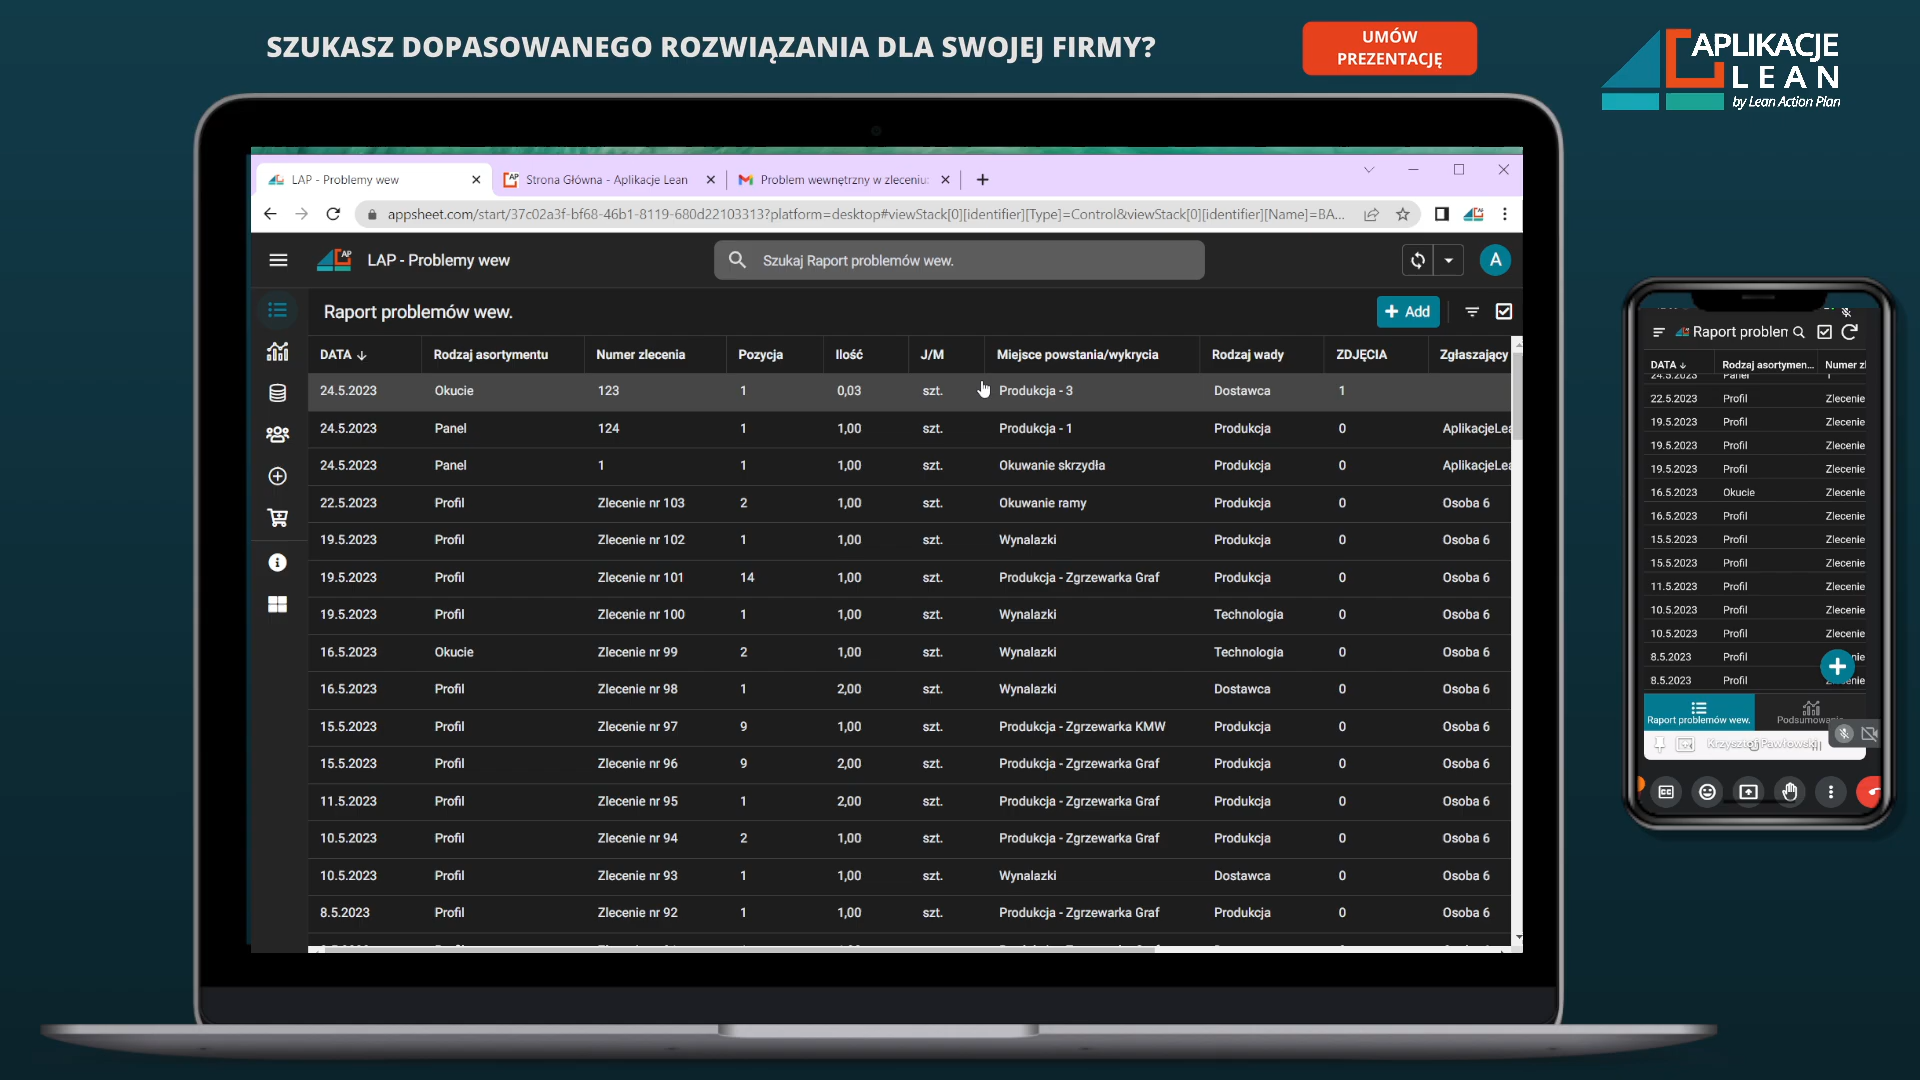 SZUKASZ DOPASOWANEGO ROZWIĄZANIA DLA SWOJEJ FIRMY?
UMÓW
PREZENTACJĘ
APLIKACJE
LEAN
by Lean Action Plan
LAP - Problemy wew
Strona Główna - Aplikacje Lean
Problem wewnętrzny w zleceniu:
appsheet.com/start/37c02a3f-bf68-46b1-8119-680d22103313?platform=desktop#viewStack[0][identifier][Type]=Control&viewStack[0][identifier][Name]=BA...
AP LAP - Problemy wew
Szukaj Raport problemów wew.
A
Raport problemów wew.
+ Add
DATA ↓ Rodzaj asortymentu Numer zlecenia Pozycja Ilość J/M Miejsce powstania/wykrycia Rodzaj wady ZDJĘCIA Zgłaszający
24.5.2023 Okucie 123 1 0,03 szt. Produkcja - 3 Dostawca 1
24.5.2023 Panel 124 1 1,00 szt. Produkcja - 1 Produkcja 0 AplikacjeLea
24.5.2023 Panel 1 1 1,00 szt. Okuwanie skrzydła Produkcja 0 AplikacjeLea
22.5.2023 Profil Zlecenie nr 103 2 1,00 szt. Okuwanie ramy Produkcja 0 Osoba 6
19.5.2023 Profil Zlecenie nr 102 1 1,00 szt. Wynalazki Produkcja 0 Osoba 6
19.5.2023 Profil Zlecenie nr 101 14 1,00 szt. Produkcja - Zgrzewarka Graf Produkcja 0 Osoba 6
19.5.2023 Profil Zlecenie nr 100 1 1,00 szt. Wynalazki Technologia 0 Osoba 6
16.5.2023 Okucie Zlecenie nr 99 2 1,00 szt. Wynalazki Technologia 0 Osoba 6
16.5.2023 Profil Zlecenie nr 98 1 2,00 szt. Wynalazki Dostawca 0 Osoba 6
15.5.2023 Profil Zlecenie nr 97 9 1,00 szt. Produkcja - Zgrzewarka KMW Produkcja 0 Osoba 6
15.5.2023 Profil Zlecenie nr 96 9 2,00 szt. Produkcja - Zgrzewarka Graf Produkcja 0 Osoba 6
11.5.2023 Profil Zlecenie nr 95 1 2,00 szt. Produkcja - Zgrzewarka Graf Produkcja 0 Osoba 6
10.5.2023 Profil Zlecenie nr 94 2 1,00 szt. Produkcja - Zgrzewarka Graf Produkcja 0 Osoba 6
10.5.2023 Profil Zlecenie nr 93 1 1,00 szt. Wynalazki Dostawca 0 Osoba 6
8.5.2023 Profil Zlecenie nr 92 1 1,00 szt. Produkcja - Zgrzewarka Graf Produkcja 0 Osoba 6
Raport problem
DATA ↓ Rodzaj asortymen... Numer zl
24.5.2023 Panel 1
22.5.2023 Profil Zlecenie
19.5.2023 Profil Zlecenie
19.5.2023 Profil Zlecenie
19.5.2023 Profil Zlecenie
16.5.2023 Okucie Zlecenie
16.5.2023 Profil Zlecenie
15.5.2023 Profil Zlecenie
15.5.2023 Profil Zlecenie
11.5.2023 Profil Zlecenie
10.5.2023 Profil Zlecenie
10.5.2023 Profil Zlecenie
8.5.2023 Profil
8.5.2023 Profil Zlecenie
Raport problemów wew. Podsumowanie
Krzysztof Pawłowski